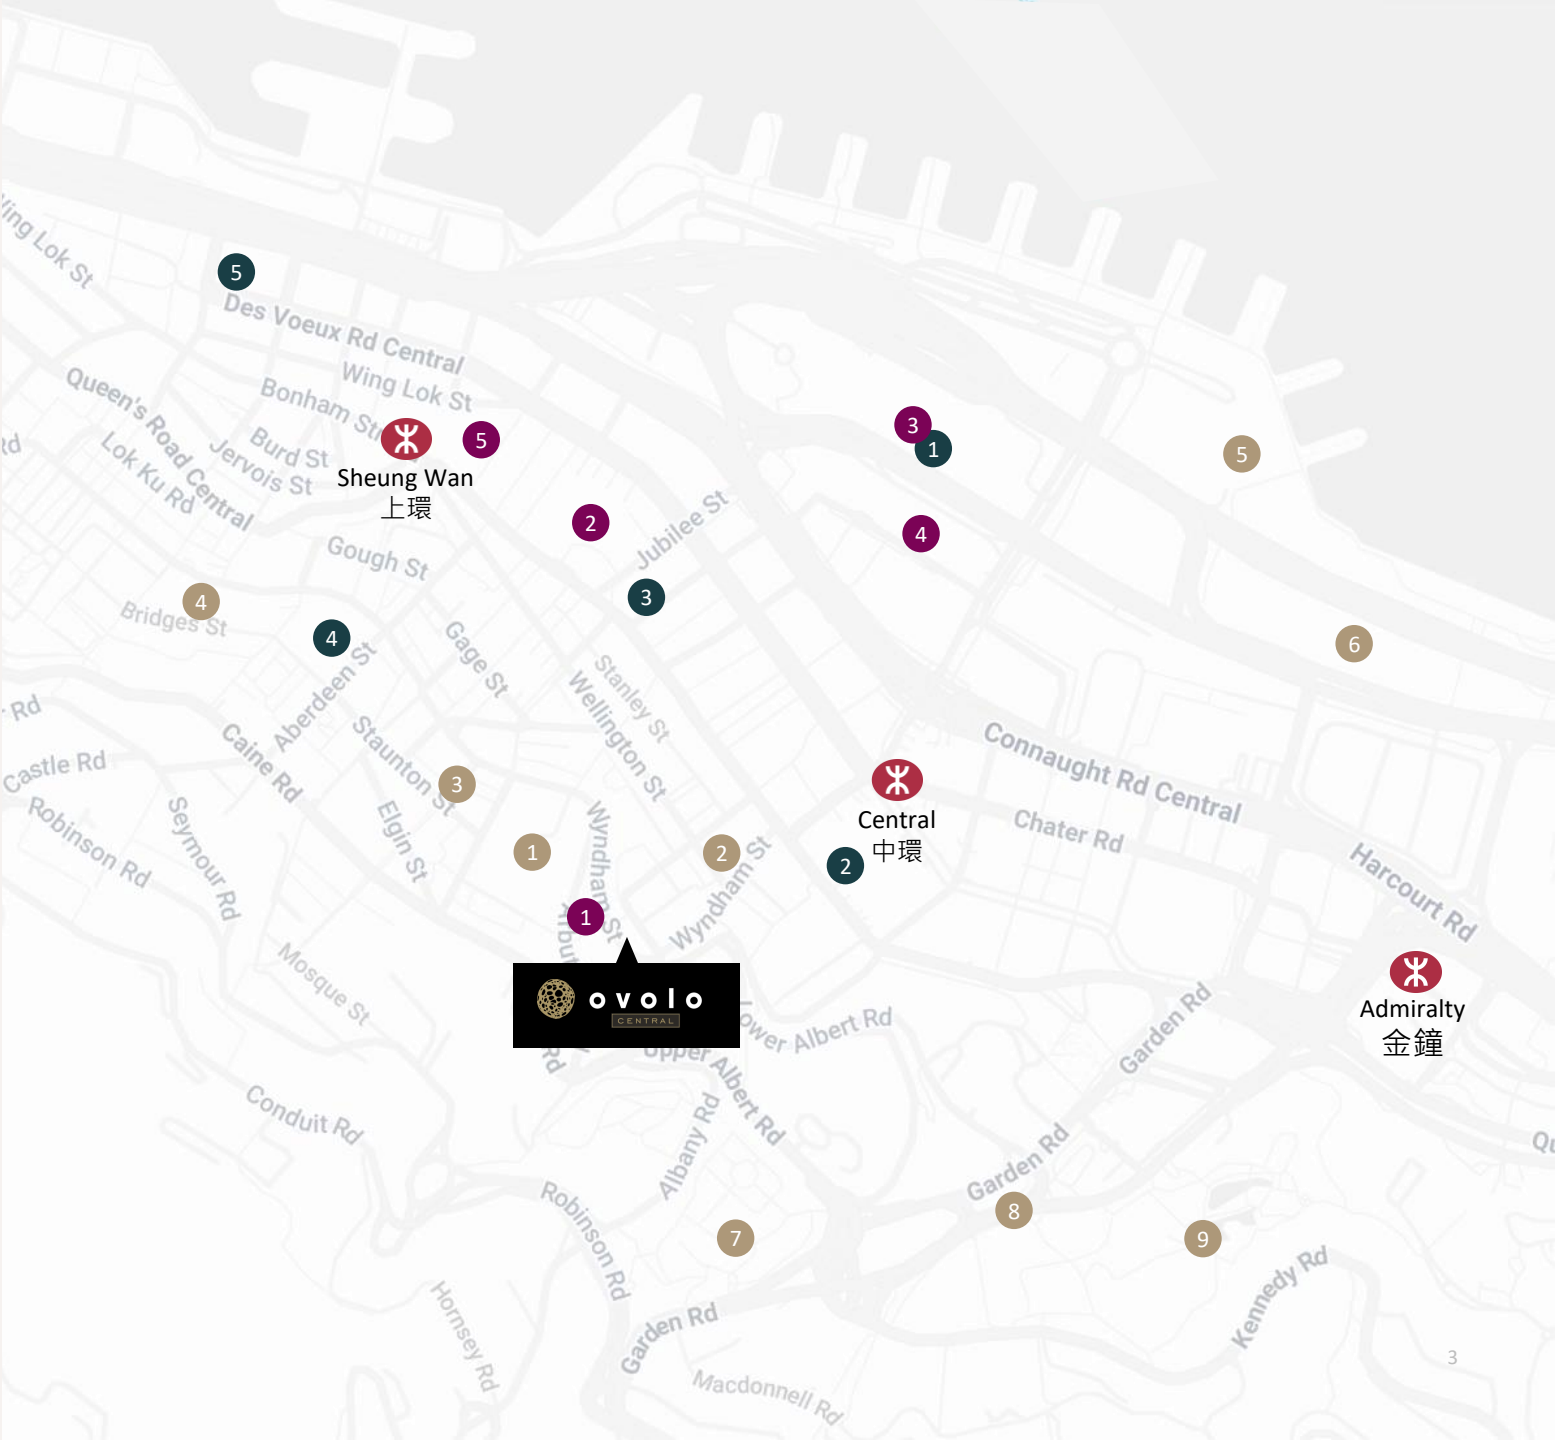 Wing Lok St
5
Des Voeux Rd Central
Wing Lok St
Queen's Road Central
Bonham
5
3
1
5
Burd St
Jervois St
Lok Ku Rd
Rd
Sheung Wan
上環
2
Jubilee St
4
Gough St
3
4
Bridges St
4
Gage St
Stanley St
6
Aberdeen St
Wellington St
Rd
Castle Rd
Caine Rd
Staunton St
3
Connaught Rd Central
Central
中環
Chater Rd
Robinson Rd
Seymour Rd
Elgin St
1
Wyndham St
2
Wyndham St
2
Harcourt Rd
1
Mosque St
ovolo
CENTRAL
Admiralty
金鐘
Lower Albert Rd
Garden Rd
Rd
Upper Albert Rd
Conduit Rd
Albany Rd
Garden Rd
Robinson Rd
7
8
9
Kennedy Rd
Hornsey Rd
Garden Rd
Macdonnell Rd
3